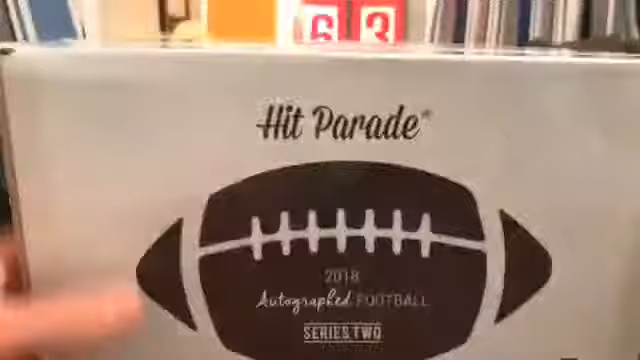 63
Hit Parade®
2018
Autographed FOOTBALL
SERIES TWO